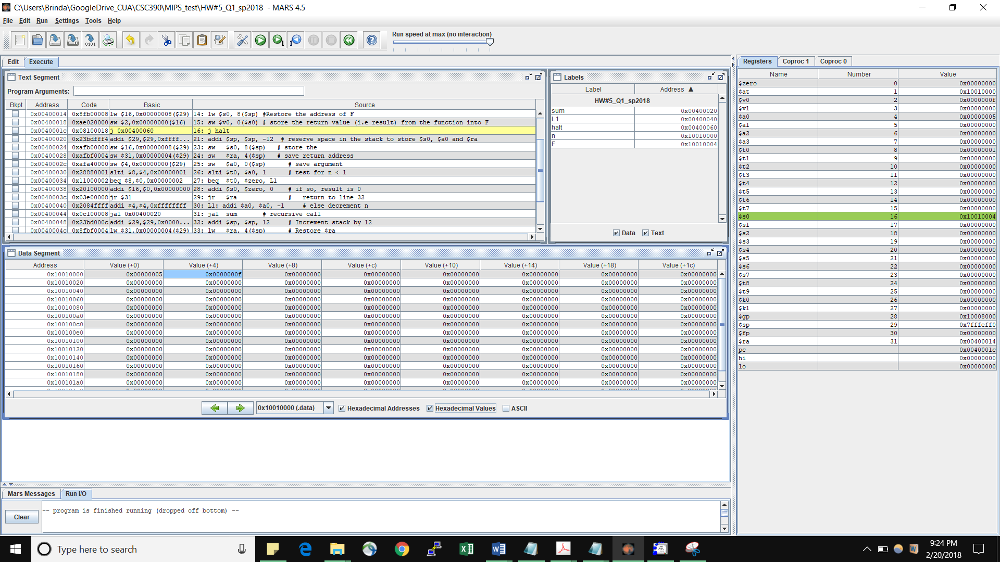 C:\Users\Brinda\GoogleDrive_CUA\CSC390\MIPS_test\HW#5_Q1_sp2018 - MARS 4.5
File Edit Run Settings Tools Help
Run speed at max (no interaction)
Edit Execute
Text Segment
Program Arguments:
Bkpt Address Code Basic Source
0x00400014 0x8fb00008 lw $16,0x00000008($29) 14: lw $s0, 8($sp) #Restore the address of F
0x00400018 0xae020000 sw $2,0x00000000($16) 15: sw $v0, 0($s0) # store the return value (i.e result) from the function into F
0x0040001c 0x08100018 j 0x00400060 16: j halt
0x00400020 0x23bdfff4 addi $29,$29,0xffff... 21: addi $sp, $sp, -12 # reserve space in the stack to store $s0, $a0 and $ra
0x00400024 0xafb00008 sw $16,0x00000008($29) 23: sw $s0, 8($sp) # store the
0x00400028 0xafbf0004 sw $31,0x00000004($29) 24: sw $ra, 4($sp) # save return address
0x0040002c 0xafa40000 sw $4,0x00000000($29) 25: sw $a0, 0($sp) # save argument
0x00400030 0x28880001 slti $8,$4,0x00000001 26: slti $t0, $a0, 1 # test for n < 1
0x00400034 0x11000002 beq $8,$0,0x00000002 27: beq $t0, $zero, L1
0x00400038 0x20100000 addi $16,$0,0x00000000 28: addi $s0, $zero, 0 # if so, result is 0
0x0040003c 0x03e00008 jr $31 29: jr $ra # return to line 32
0x00400040 0x2084ffff addi $4,$4,0xffffffff 30: L1: addi $a0, $a0, -1 # else decrement n
0x00400044 0x0c100008 jal 0x00400020 31: jal sum # recursive call
0x00400048 0x23bd000c addi $29,$29,0x0000... 32: addi $sp, $sp, 12 # Increment stack by 12
0x0040004c 0x8fbf0004 lw $31,0x00000004($29) 33: lw $ra, 4($sp) # Restore $ra
Labels
Label Address ▲
HW#5_Q1_sp2018
sum 0x00400020
L1 0x00400040
halt 0x00400060
n 0x10010000
F 0x10010004
Data Text
Data Segment
Address Value (+0) Value (+4) Value (+8) Value (+c) Value (+10) Value (+14) Value (+18) Value (+1c)
0x10010000 0x00000005 0x0000000f 0x00000000 0x00000000 0x00000000 0x00000000 0x00000000 0x00000000
0x10010020 0x00000000 0x00000000 0x00000000 0x00000000 0x00000000 0x00000000 0x00000000 0x00000000
0x10010040 0x00000000 0x00000000 0x00000000 0x00000000 0x00000000 0x00000000 0x00000000 0x00000000
0x10010060 0x00000000 0x00000000 0x00000000 0x00000000 0x00000000 0x00000000 0x00000000 0x00000000
0x10010080 0x00000000 0x00000000 0x00000000 0x00000000 0x00000000 0x00000000 0x00000000 0x00000000
0x100100a0 0x00000000 0x00000000 0x00000000 0x00000000 0x00000000 0x00000000 0x00000000 0x00000000
0x100100c0 0x00000000 0x00000000 0x00000000 0x00000000 0x00000000 0x00000000 0x00000000 0x00000000
0x100100e0 0x00000000 0x00000000 0x00000000 0x00000000 0x00000000 0x00000000 0x00000000 0x00000000
0x10010100 0x00000000 0x00000000 0x00000000 0x00000000 0x00000000 0x00000000 0x00000000 0x00000000
0x10010120 0x00000000 0x00000000 0x00000000 0x00000000 0x00000000 0x00000000 0x00000000 0x00000000
0x10010140 0x00000000 0x00000000 0x00000000 0x00000000 0x00000000 0x00000000 0x00000000 0x00000000
0x10010160 0x00000000 0x00000000 0x00000000 0x00000000 0x00000000 0x00000000 0x00000000 0x00000000
0x10010180 0x00000000 0x00000000 0x00000000 0x00000000 0x00000000 0x00000000 0x00000000 0x00000000
0x100101a0 0x00000000 0x00000000 0x00000000 0x00000000 0x00000000 0x00000000 0x00000000 0x00000000
0x10010000 (.data) Hexadecimal Addresses Hexadecimal Values ASCII
Mars Messages Run I/O
Clear
-- program is finished running (dropped off bottom) --
Registers Coproc 1 Coproc 0
Name Number Value
$zero 0 0x00000000
$at 1 0x10010000
$v0 2 0x0000000f
$v1 3 0x00000000
$a0 4 0x00000005
$a1 5 0x00000000
$a2 6 0x00000000
$a3 7 0x00000000
$t0 8 0x00000001
$t1 9 0x00000000
$t2 10 0x00000000
$t3 11 0x00000000
$t4 12 0x00000000
$t5 13 0x00000000
$t6 14 0x00000000
$t7 15 0x00000000
$s0 16 0x10010004
$s1 17 0x00000000
$s2 18 0x00000000
$s3 19 0x00000000
$s4 20 0x00000000
$s5 21 0x00000000
$s6 22 0x00000000
$s7 23 0x00000000
$t8 24 0x00000000
$t9 25 0x00000000
$k0 26 0x00000000
$k1 27 0x00000000
$gp 28 0x10008000
$sp 29 0x7fffeff0
$fp 30 0x00000000
$ra 31 0x00400014
pc 0x0040001c
hi 0x00000000
lo 0x00000000
Type here to search
9:24 PM
2/20/2018